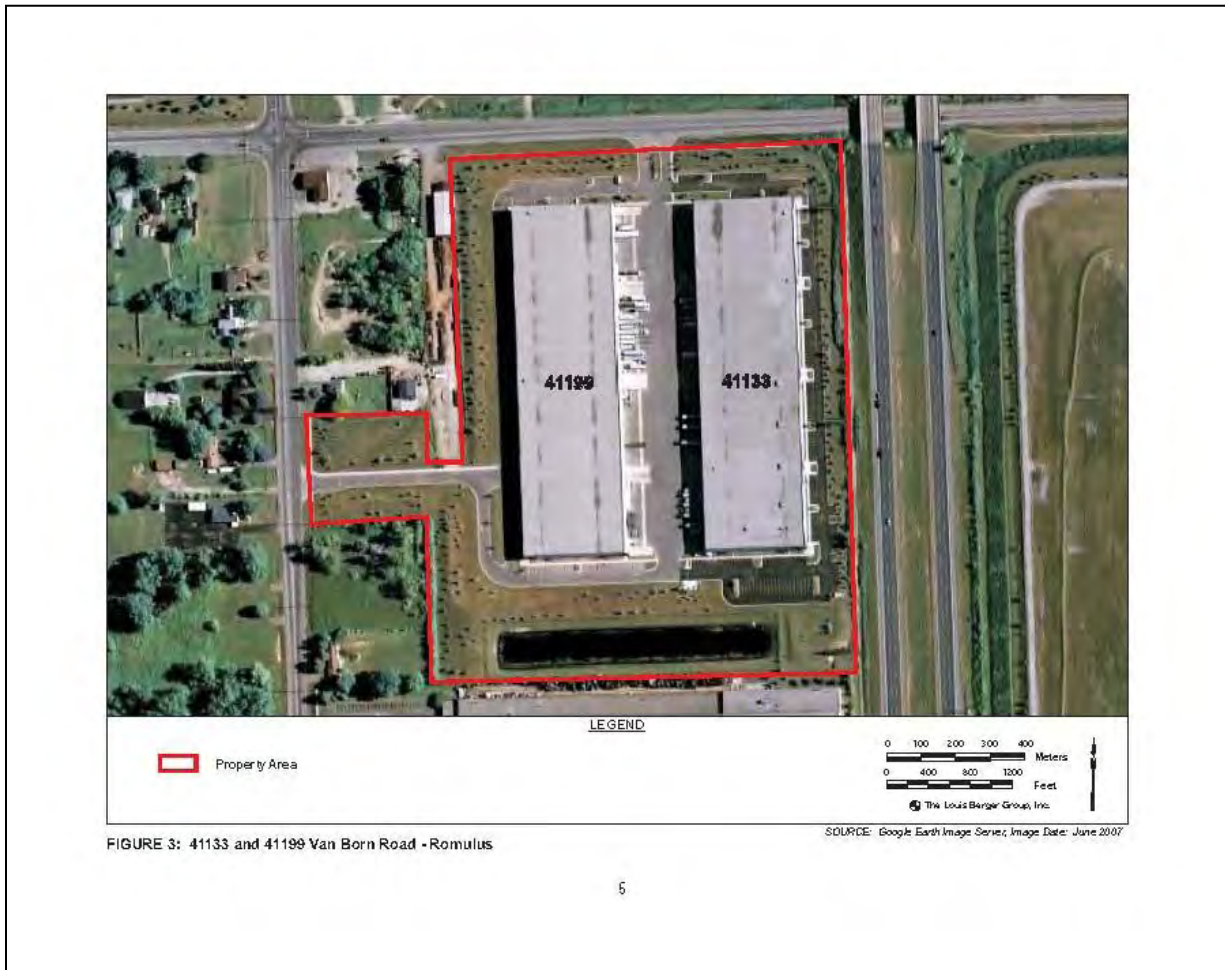 41199
41133
LEGEND
Property Area
0 100 200 300 400
Meters
0 400 800 1200
Feet
The Louis Berger Group, Inc.
SOURCE: Google Earth Image Server, Image Date: June 2007
FIGURE 3: 41133 and 41199 Van Born Road - Romulus
5